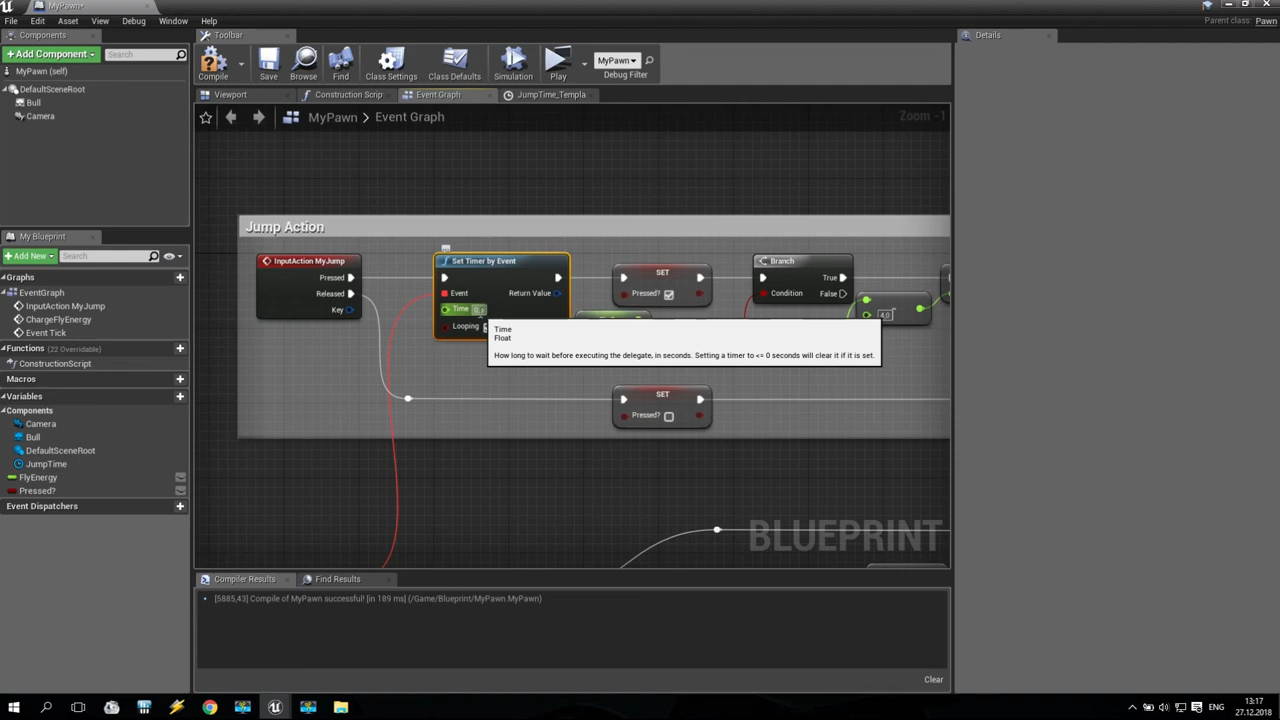 MyPawn*
File Edit Asset View Debug Window Help
Parent class: Pawn
Components
Toolbar
Details
+Add Component
Search
MyPawn (self)
DefaultSceneRoot
Bull
Camera
Compile
Save
Browse
Find
Class Settings
Class Defaults
Simulation
Play
MyPawn
Debug Filter
Viewport
Construction Scrip
Event Graph
JumpTime_Templa
MyPawn > Event Graph
Zoom -1
My Blueprint
+Add New
Search
Graphs
EventGraph
InputAction MyJump
ChargeFlyEnergy
Event Tick
Functions (22 Overridable)
ConstructionScript
Macros
Variables
Components
Camera
Bull
DefaultSceneRoot
JumpTime
FlyEnergy
Pressed?
Event Dispatchers
Jump Action
InputAction MyJump
Pressed
Released
Key
Set Timer by Event
Event
Return Value
Time
Looping
SET
Pressed?
Branch
True
Condition
False
4.0
Time
Float
How long to wait before executing the delegate, in seconds. Setting a timer to <= 0 seconds will clear it if it is set.
SET
Pressed?
BLUEPRINT
Compiler Results
Find Results
[5885,43] Compile of MyPawn successful! [in 189 ms] (/Game/Blueprint/MyPawn.MyPawn)
Clear
ENG
13:17
27.12.2018